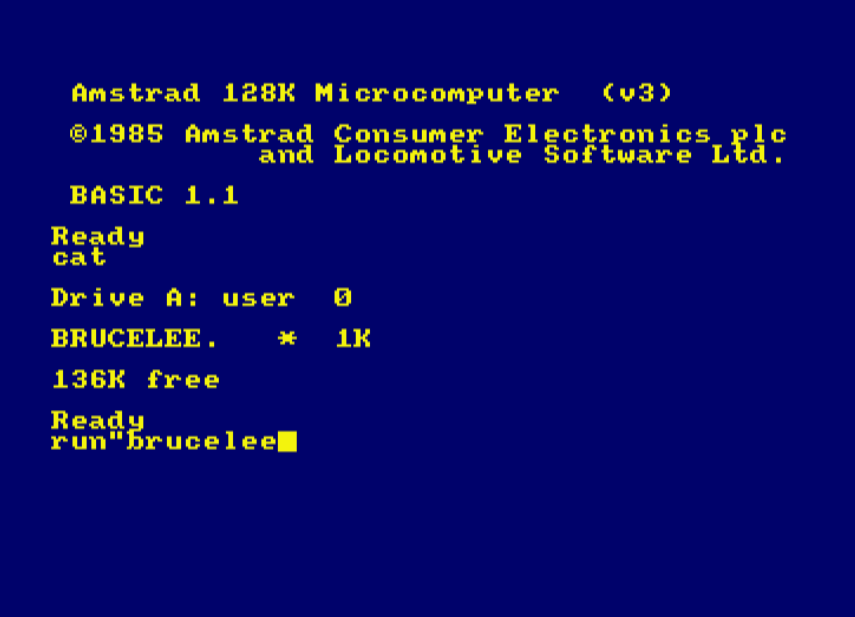 Amstrad 128K Microcomputer  (v3)
©1985 Amstrad Consumer Electronics plc
and Locomotive Software Ltd.
BASIC 1.1
Ready
cat
Drive A: user  0
BRUCELEE.   *  1K
136K free
Ready
run"brucelee